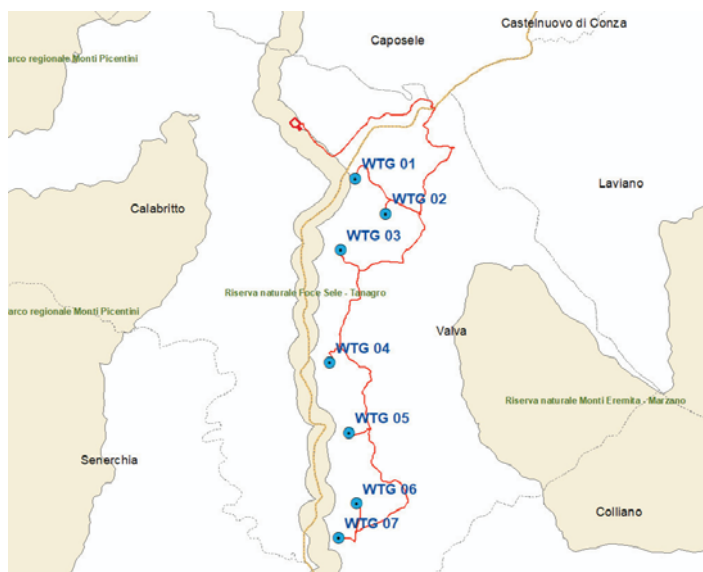 Castelnuovo di Conza
Caposele
arco regionale Monti Picentini
WTG 01
Laviano
WTG 02
Calabritto
WTG 03
Riserva naturale Foce Sele - Tanagro
arco regionale Monti Picentini
Valva
WTG 04
Riserva naturale Monti Eremita - Marzano
WTG 05
Senerchia
WTG 06
Colliano
WTG 07